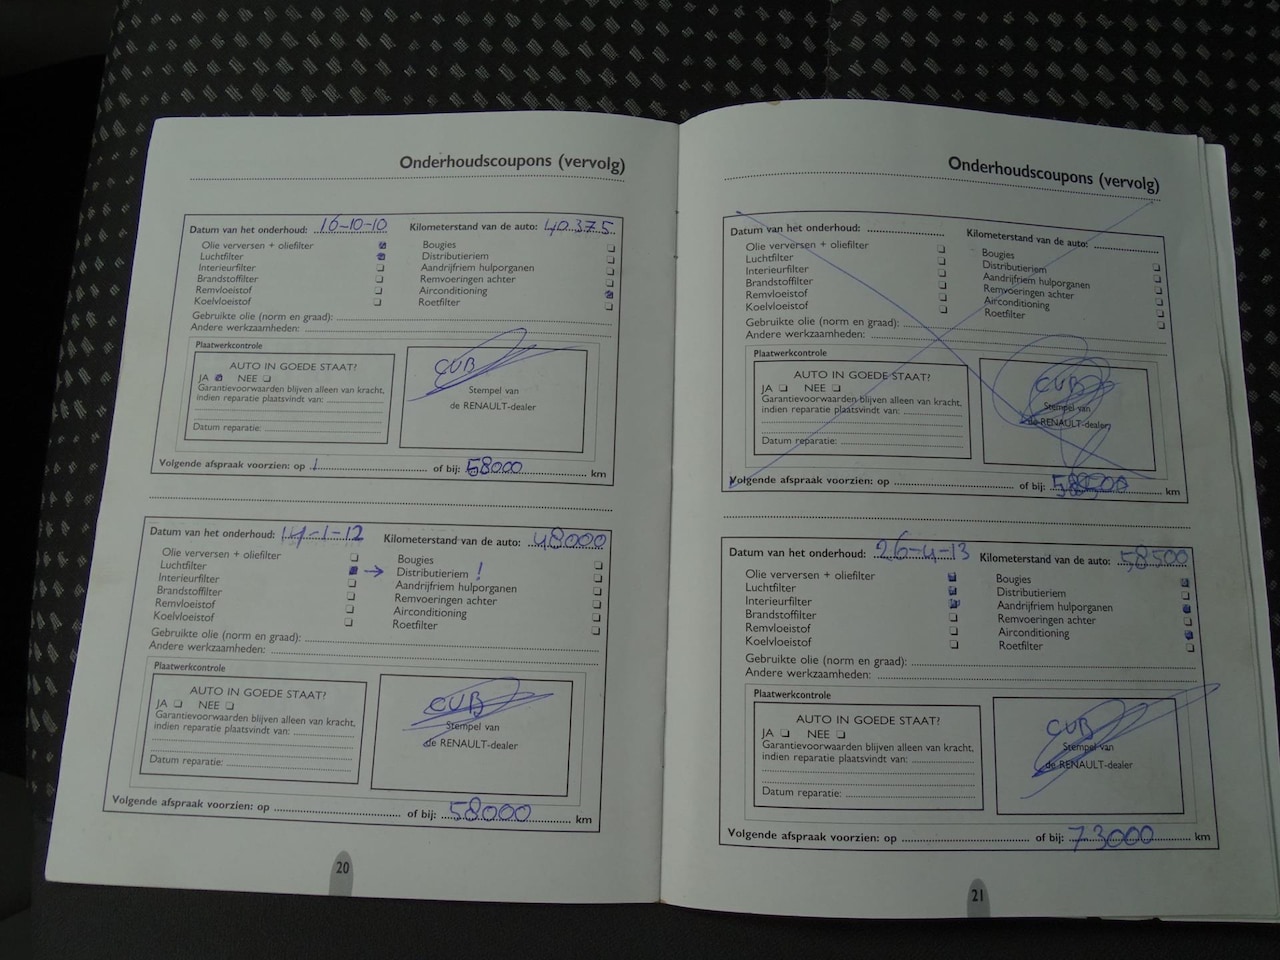 Onderhoudscoupons (vervolg)
Datum van het onderhoud: 16-10-10 Kilometerstand van de auto: 40.375
Olie verversen + oliefilter Bougies
Luchtfilter Distributieriem
Interieurfilter Aandrijfriem hulporganen
Brandstoffilter Remvoeringen achter
Remvloeistof Airconditioning
Koelvloeistof Roetfilter
Gebruikte olie (norm en graad):
Andere werkzaamheden:
Plaatwerkcontrole
AUTO IN GOEDE STAAT?
JA NEE
Garantievoorwaarden blijven alleen van kracht,
indien reparatie plaatsvindt van:
Datum reparatie:
CUB
Stempel van
de RENAULT-dealer
Volgende afspraak voorzien: op of bij: 58000 km
Datum van het onderhoud: 14-1-12 Kilometerstand van de auto: 48000
Olie verversen + oliefilter Bougies
Luchtfilter → Distributieriem !
Interieurfilter Aandrijfriem hulporganen
Brandstoffilter Remvoeringen achter
Remvloeistof Airconditioning
Koelvloeistof Roetfilter
Gebruikte olie (norm en graad):
Andere werkzaamheden:
Plaatwerkcontrole
AUTO IN GOEDE STAAT?
JA NEE
Garantievoorwaarden blijven alleen van kracht,
indien reparatie plaatsvindt van:
Datum reparatie:
CUB
Stempel van
de RENAULT-dealer
Volgende afspraak voorzien: op of bij: 58000 km
20
Onderhoudscoupons (vervolg)
Datum van het onderhoud: Kilometerstand van de auto:
Olie verversen + oliefilter Bougies
Luchtfilter Distributieriem
Interieurfilter Aandrijfriem hulporganen
Brandstoffilter Remvoeringen achter
Remvloeistof Airconditioning
Koelvloeistof Roetfilter
Gebruikte olie (norm en graad):
Andere werkzaamheden:
Plaatwerkcontrole
AUTO IN GOEDE STAAT?
JA NEE
Garantievoorwaarden blijven alleen van kracht,
indien reparatie plaatsvindt van:
Datum reparatie:
CUB
Stempel van
de RENAULT-dealer
Volgende afspraak voorzien: op of bij: km
Datum van het onderhoud: 26-4-13 Kilometerstand van de auto: 58500
Olie verversen + oliefilter Bougies
Luchtfilter Distributieriem
Interieurfilter Aandrijfriem hulporganen
Brandstoffilter Remvoeringen achter
Remvloeistof Airconditioning
Koelvloeistof Roetfilter
Gebruikte olie (norm en graad):
Andere werkzaamheden:
Plaatwerkcontrole
AUTO IN GOEDE STAAT?
JA NEE
Garantievoorwaarden blijven alleen van kracht,
indien reparatie plaatsvindt van:
Datum reparatie:
CUB
Stempel van
de RENAULT-dealer
Volgende afspraak voorzien: op of bij: 73000 km
21